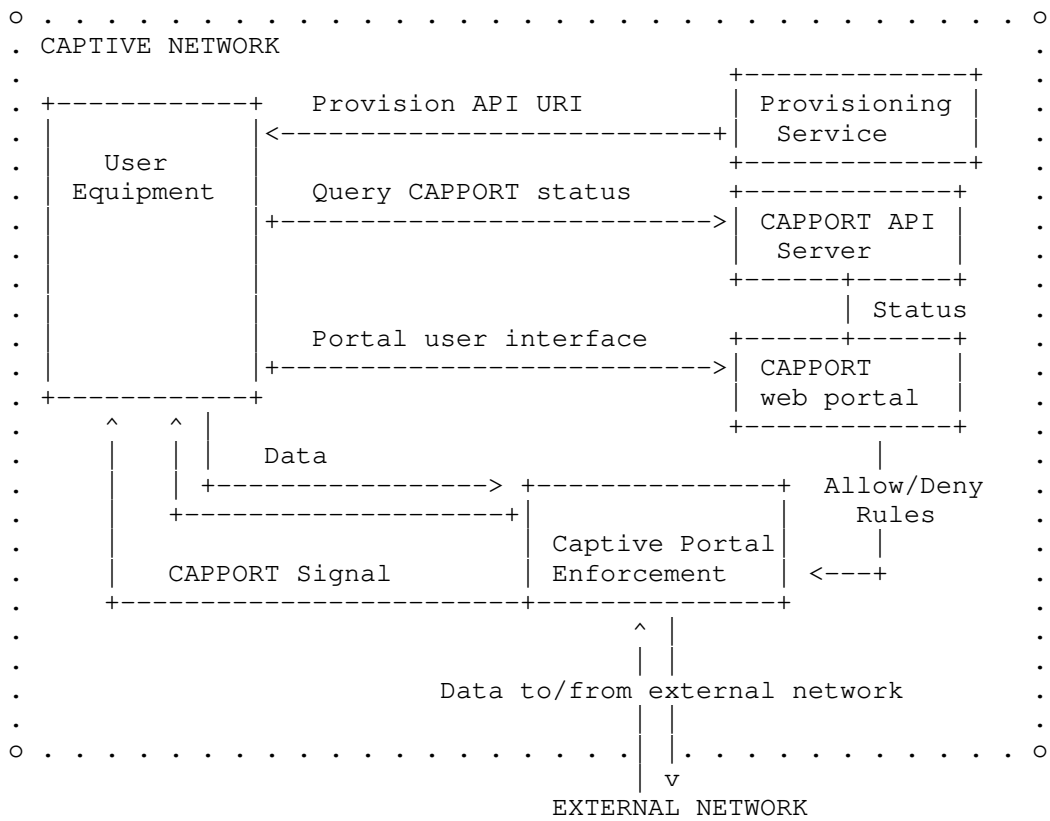 CAPTIVE NETWORK
Provision API URI
Provisioning
Service
User
Equipment
Query CAPPORT status
CAPPORT API
Server
Status
Portal user interface
CAPPORT
web portal
Data
Allow/Deny
Rules
Captive Portal
CAPPORT Signal
Enforcement
Data to/from external network
EXTERNAL NETWORK